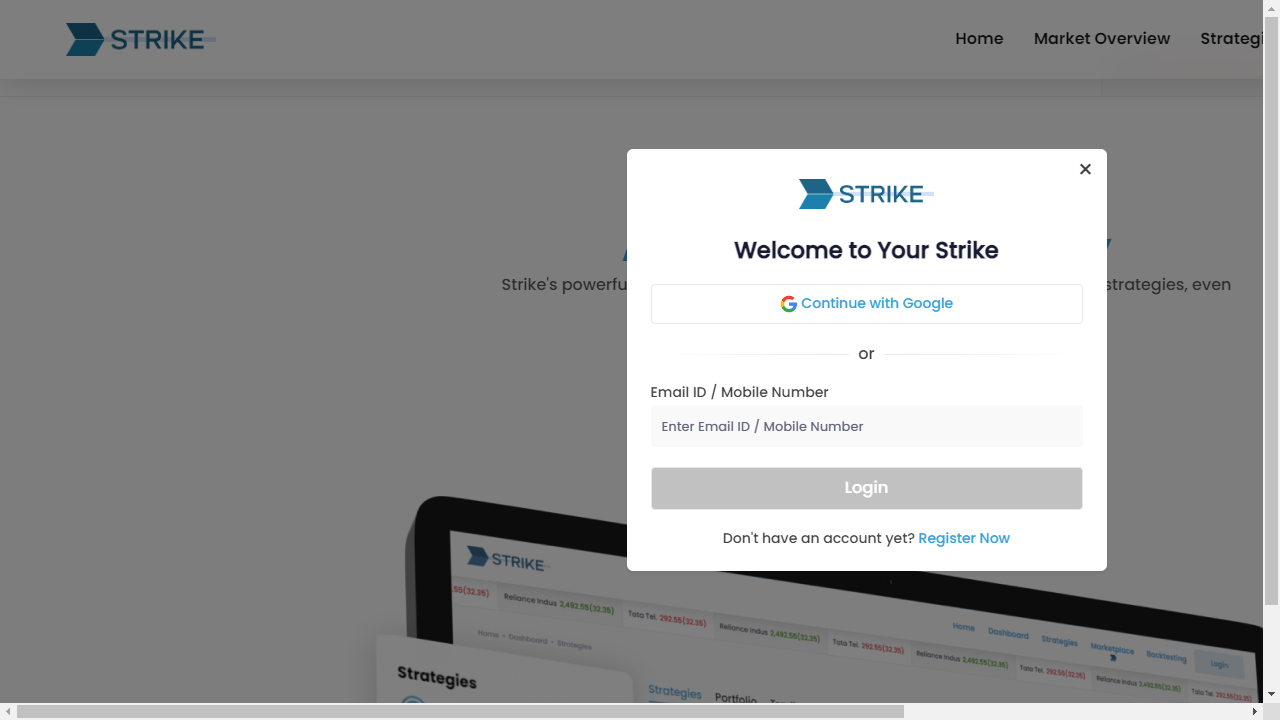 STRIKE
Home Market Overview Strategi
STRIKE
Welcome to Your Strike
Strike's powerfu
strategies, even
Continue with Google
or
Email ID / Mobile Number
Enter Email ID / Mobile Number
Login
Don't have an account yet? Register Now
STRIKE
.55(32.35) Reliance Indus 2,492.55(32.35) Tata Tel. 292.55(32.35) Reliance Indus 2,492.55(32.35) Tata Tel. 292.55(32.35) Reliance Indus 2,492.55(32.35) Tata Tel. 292.55(32.35) Reliance Indus 2,492.55(32.35) Tata Tel. 292.55(32.35)
Home Dashboard Strategies Marketplace Backtesting Login
Home - Dashboard - Strategies
Strategies
Strategies Portfolio